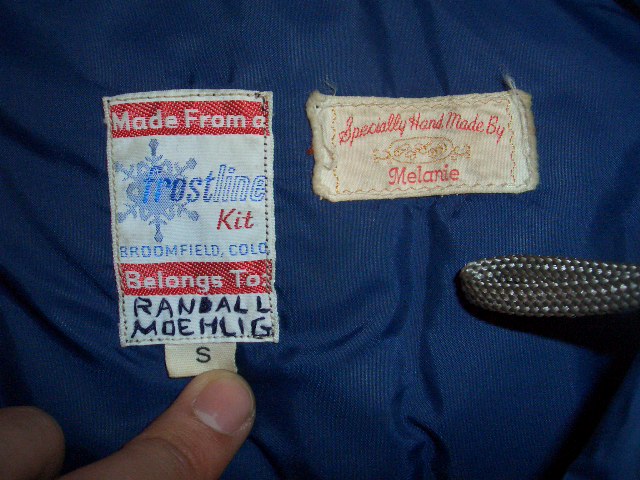 Made From a
frostline
Kit
BROOMFIELD, COLO
Belongs To
RANDALL
MOEHLIG
S
Specially Hand Made By
Melanie